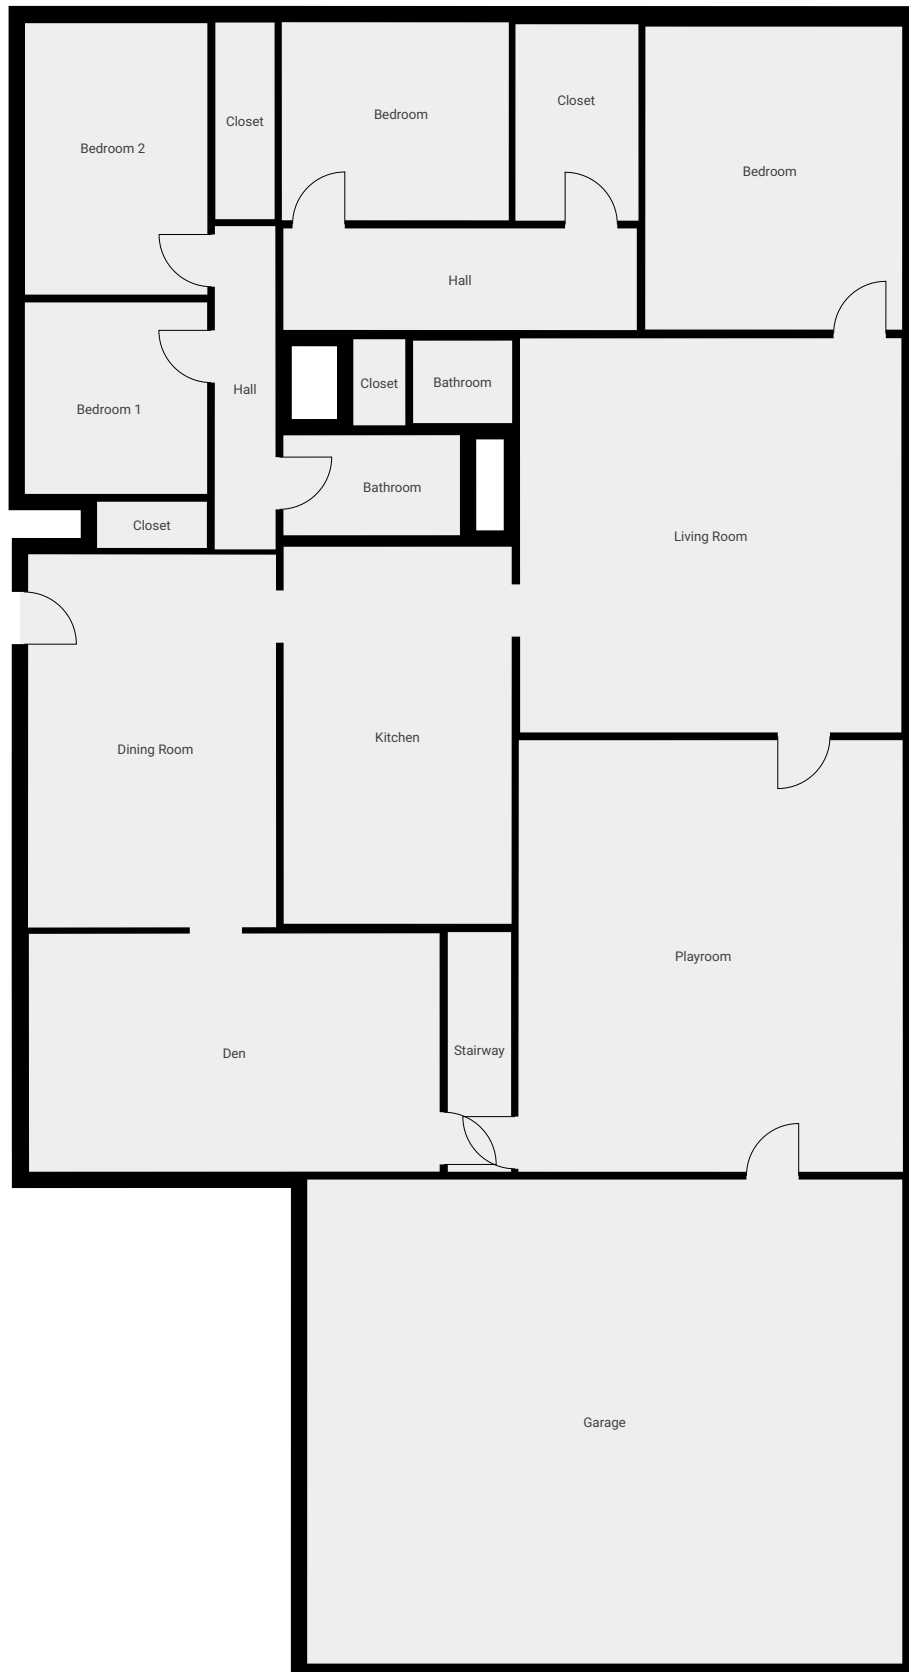 Closet
Bedroom
Closet
Bedroom 2
Bedroom
Hall
Closet
Bathroom
Hall
Bedroom 1
Bathroom
Closet
Living Room
Kitchen
Dining Room
Playroom
Stairway
Den
Garage